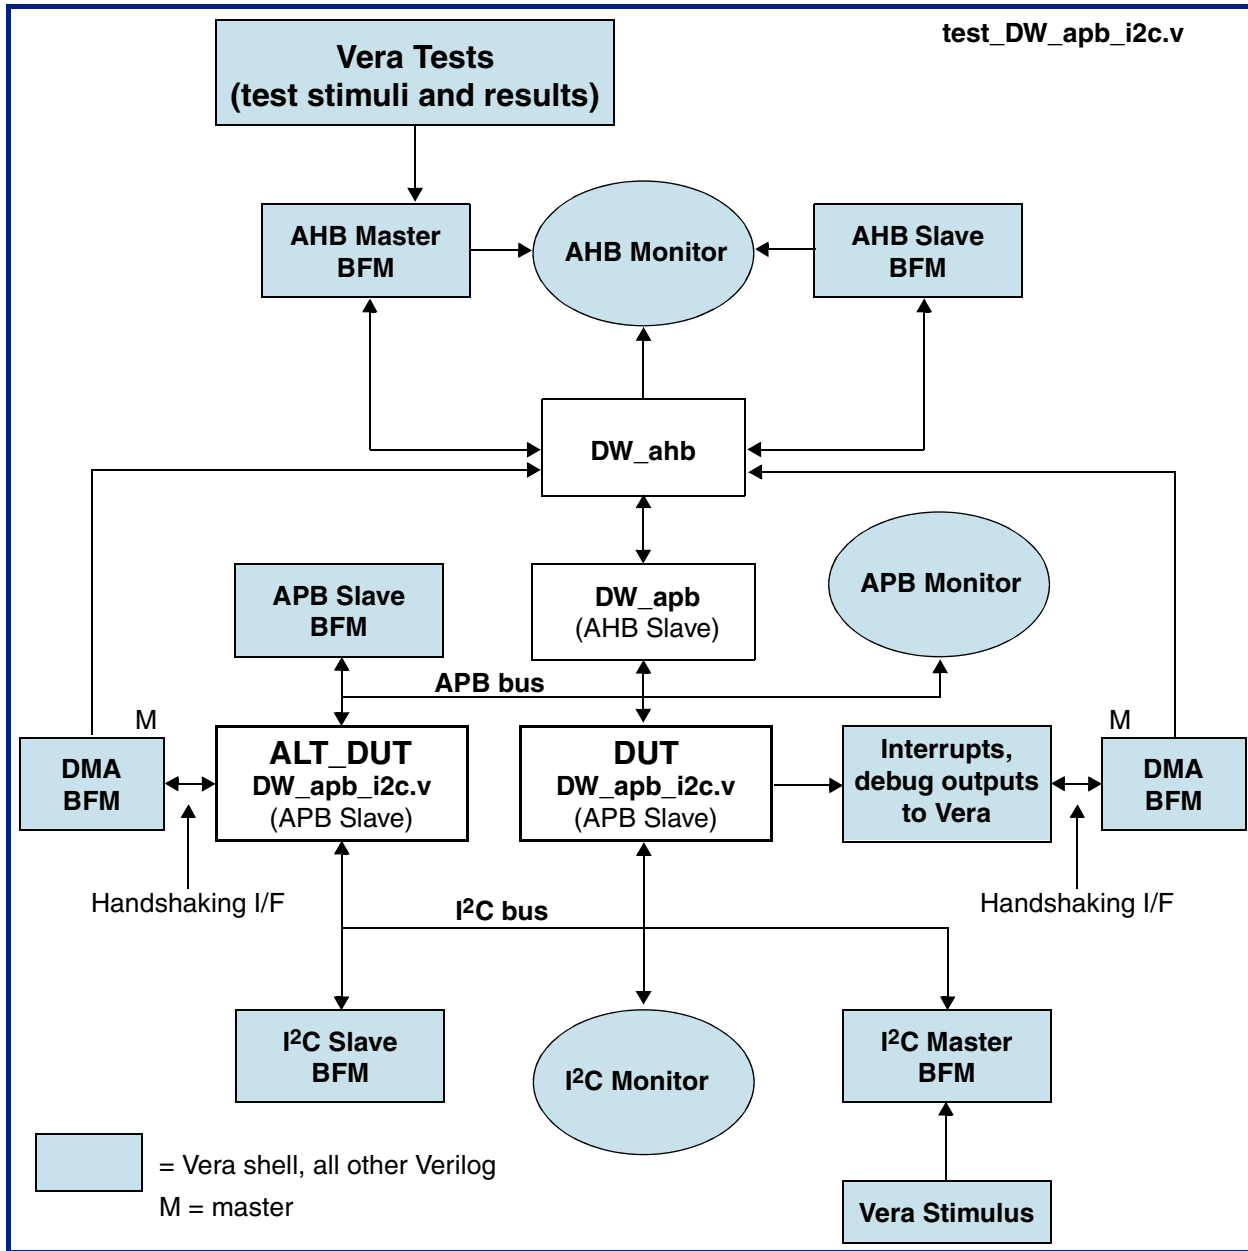 test_DW_apb_i2c.v
Vera Tests
(test stimuli and results)
AHB Master
BFM
AHB Monitor
AHB Slave
BFM
DW_ahb
APB Slave
BFM
DW_apb
(AHB Slave)
APB Monitor
APB bus
M
M
DMA
BFM
ALT_DUT
DW_apb_i2c.v
(APB Slave)
DUT
DW_apb_i2c.v
(APB Slave)
Interrupts,
debug outputs
to Vera
DMA
BFM
Handshaking I/F
I²C bus
Handshaking I/F
I²C Slave
BFM
I²C Monitor
I²C Master
BFM
= Vera shell, all other Verilog
M = master
Vera Stimulus